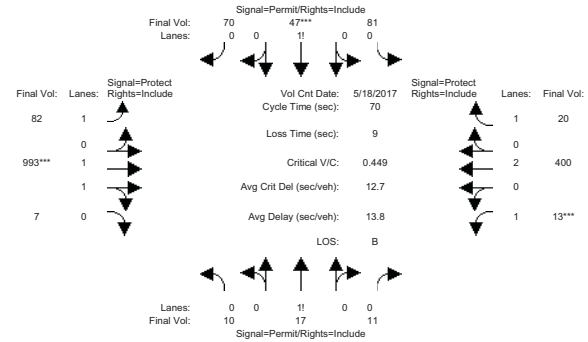 Signal=Permit/Rights=Include
Final Vol: 70 47*** 81
Lanes: 0 0 1! 0 0
Signal=Protect
Final Vol: Lanes: Rights=Include
Vol Cnt Date: 5/18/2017
Signal=Protect
Rights=Include Lanes: Final Vol:
Cycle Time (sec): 70
82 1
1 20
Loss Time (sec): 9
0
0
993*** 1
Critical V/C: 0.449
2 400
1
Avg Crit Del (sec/veh): 12.7
0
7 0
Avg Delay (sec/veh): 13.8
1 13***
LOS: B
Lanes: 0 0 1! 0 0
Final Vol: 10 17 11
Signal=Permit/Rights=Include